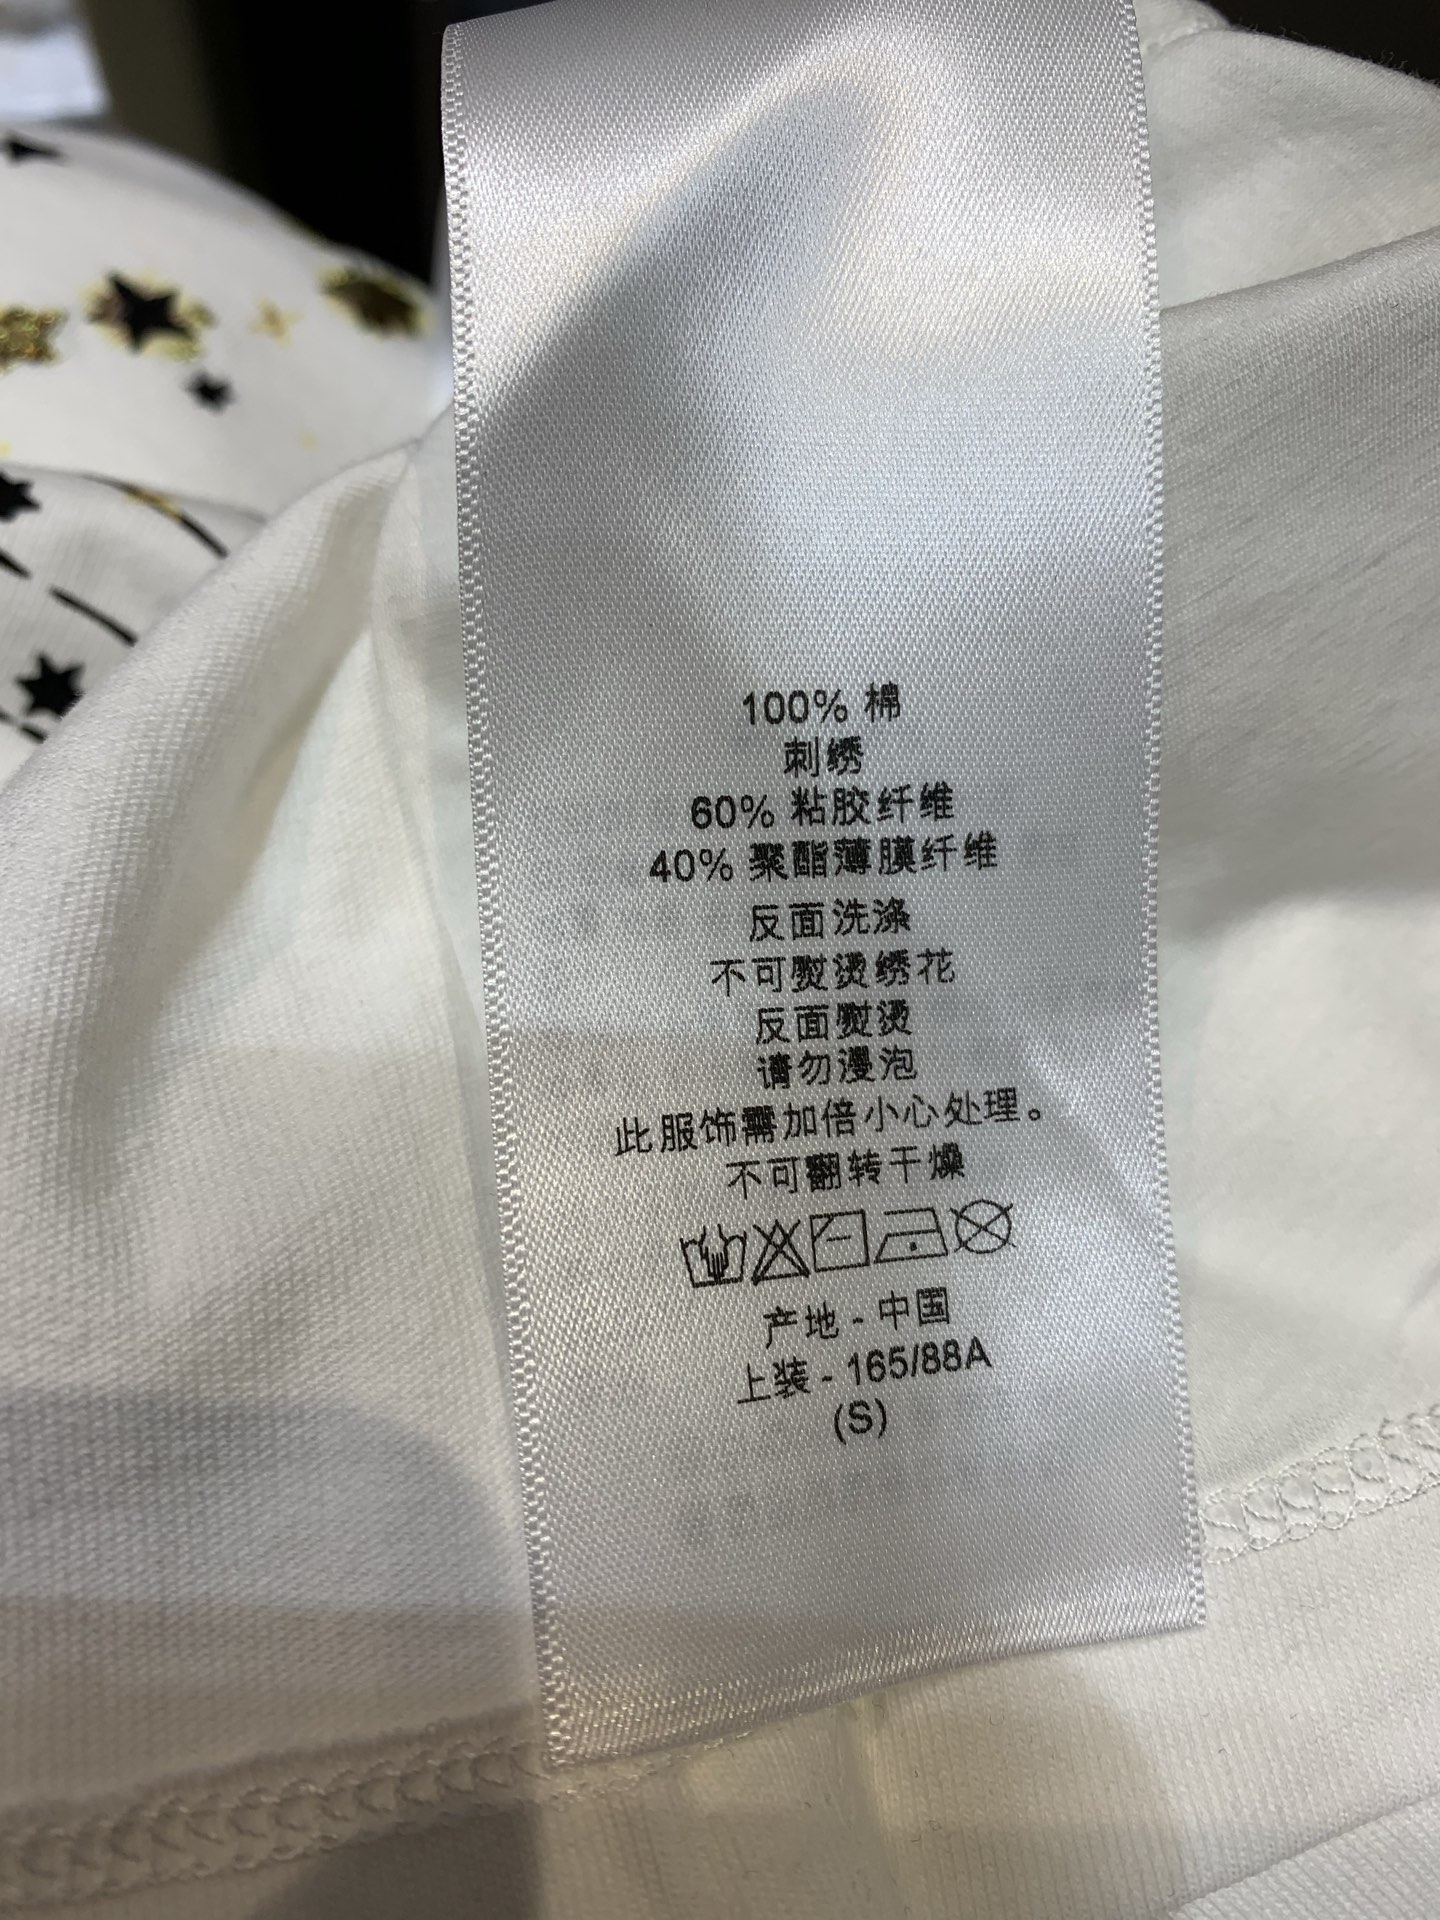 100% 棉
刺绣
60% 粘胶纤维
40% 聚酯薄膜纤维
反面洗涤
不可熨烫绣花
反面熨烫
请勿漫泡
此服饰需加倍小心处理。
不可翻转干燥
产地 - 中国
上装 - 165/88A
(S)